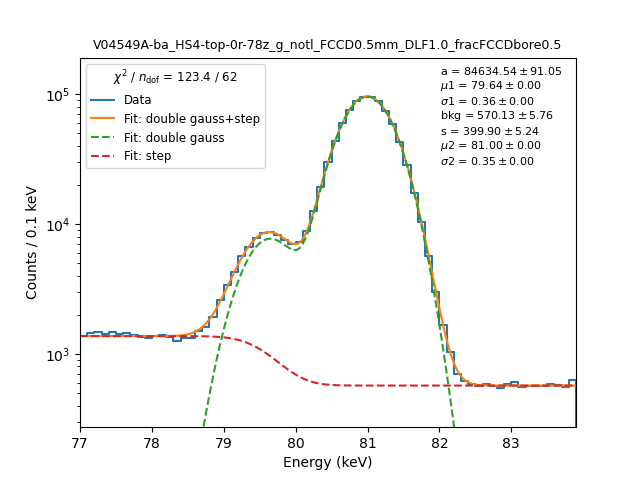 V04549A-ba_HS4-top-0r-78z_g_notl_FCCD0.5mm_DLF1.0_fracFCCDbore0.5
χ² / n_dof = 123.4 / 62
Data
Fit: double gauss+step
Fit: double gauss
Fit: step
a = 84634.54 ± 91.05
μ1 = 79.64 ± 0.00
σ1 = 0.36 ± 0.00
bkg = 570.13 ± 5.76
s = 399.90 ± 5.24
μ2 = 81.00 ± 0.00
σ2 = 0.35 ± 0.00
Counts / 0.1 keV
10⁵
10⁴
10³
77 78 79 80 81 82 83
Energy (keV)